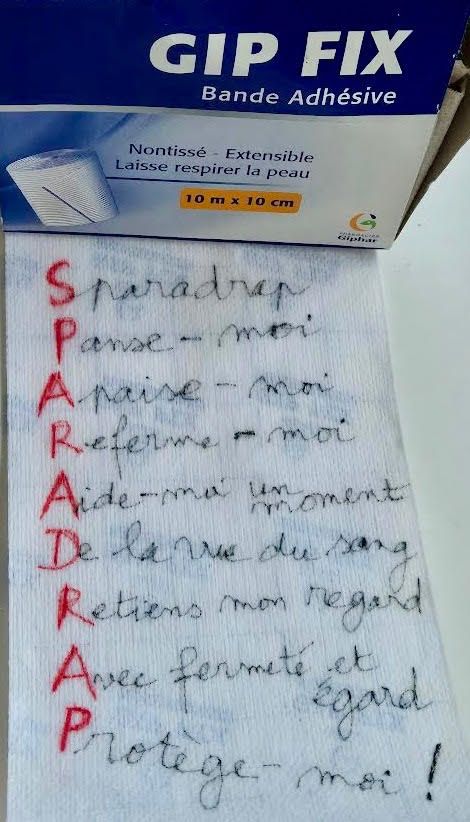 GIP FIX
Bande Adhésive
Nontissé - Extensible
Laisse respirer la peau
10 m x 10 cm
PHARMACIES
Giphar
Sparadrap
Panse-moi
Apaise-moi
Referme-moi
Aide-moi un moment
De la vue du sang
Retiens mon regard
Avec fermeté et
égard
Protège-moi !